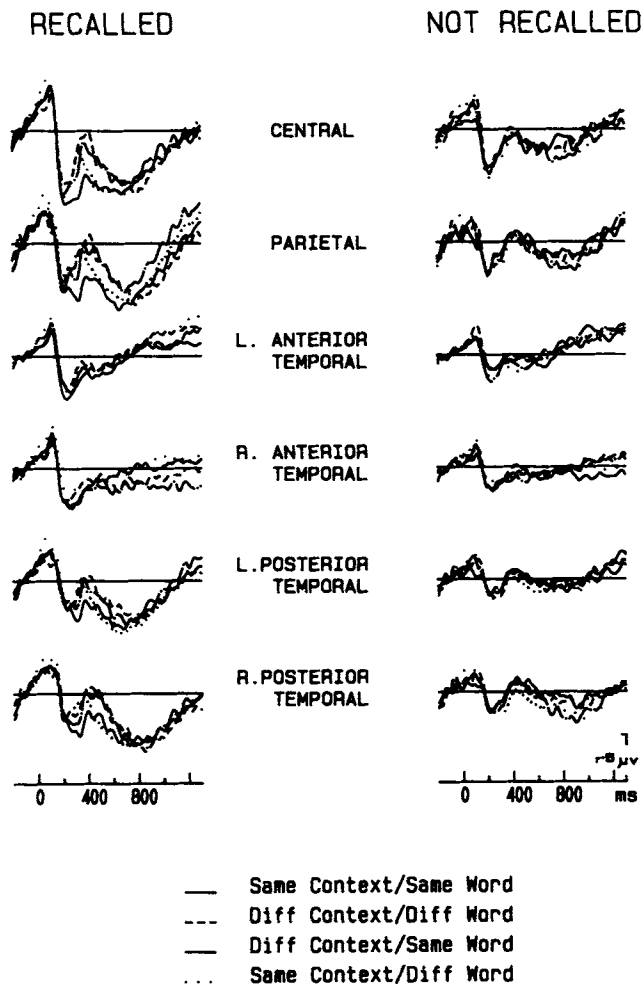 RECALLED
NOT RECALLED
CENTRAL
PARIETAL
L. ANTERIOR
TEMPORAL
R. ANTERIOR
TEMPORAL
L.POSTERIOR
TEMPORAL
R.POSTERIOR
TEMPORAL
µv
0 400 800
0 400 800 ms
Same Context/Same Word
Diff Context/Diff Word
Diff Context/Same Word
Same Context/Diff Word